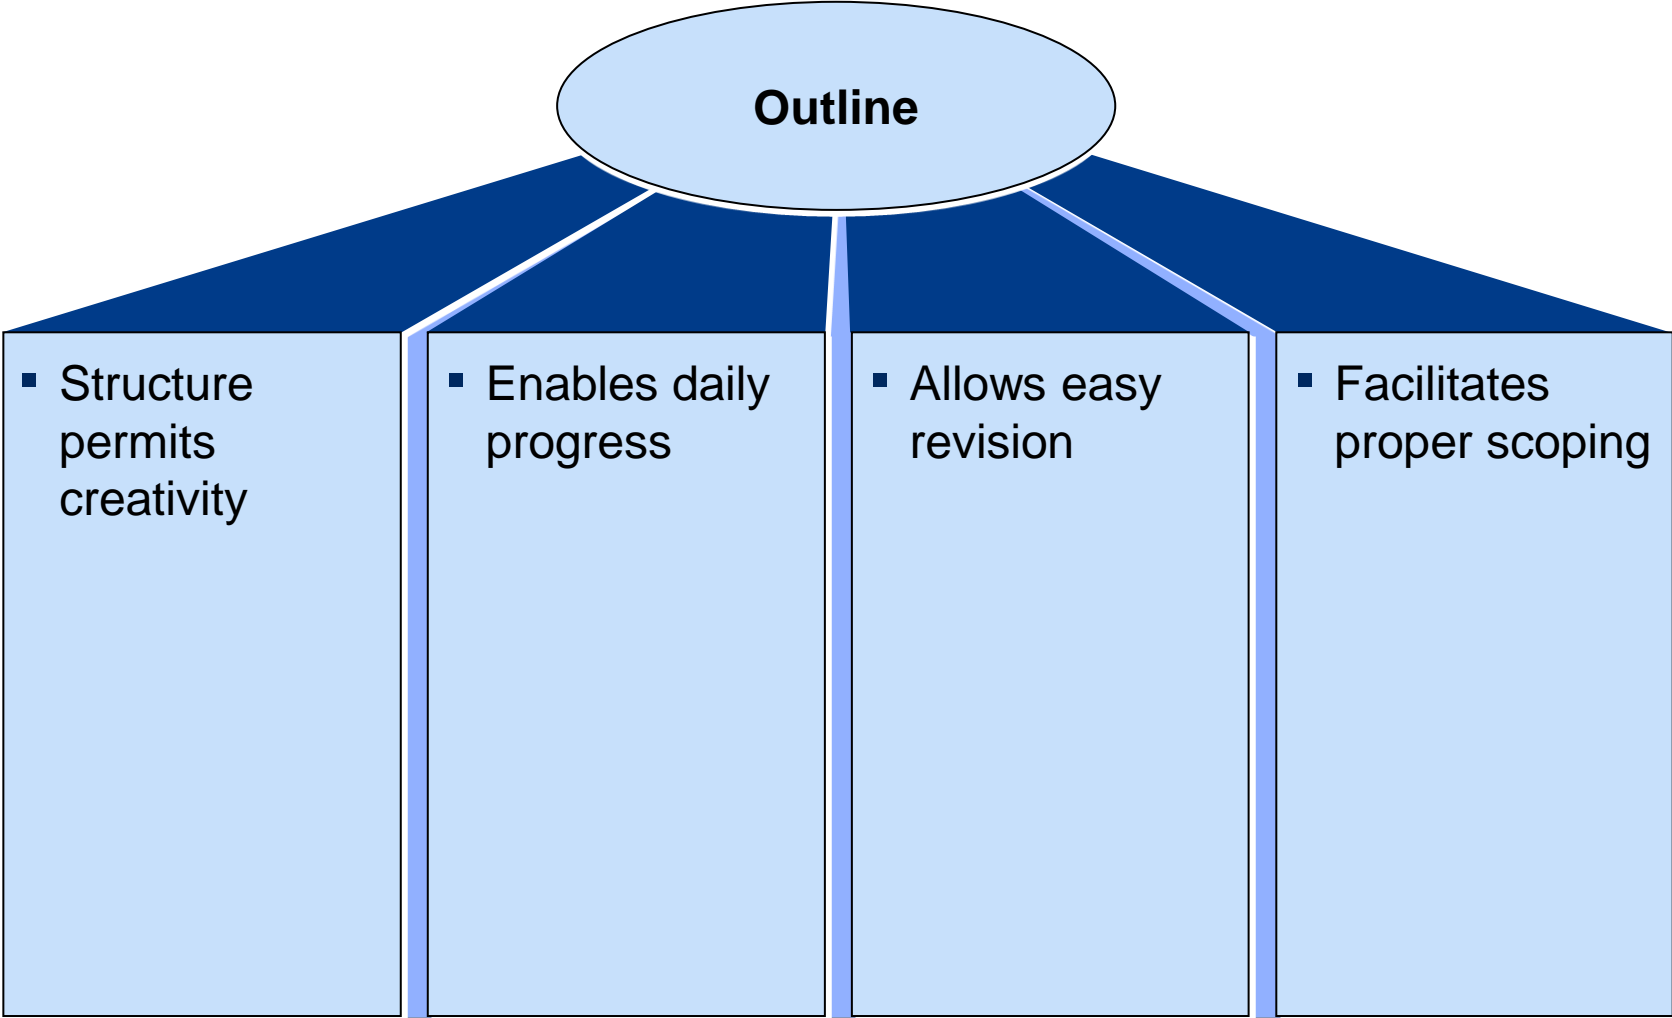 Outline
▪ Structure
permits
creativity
▪ Enables daily
progress
▪ Allows easy
revision
▪ Facilitates
proper scoping